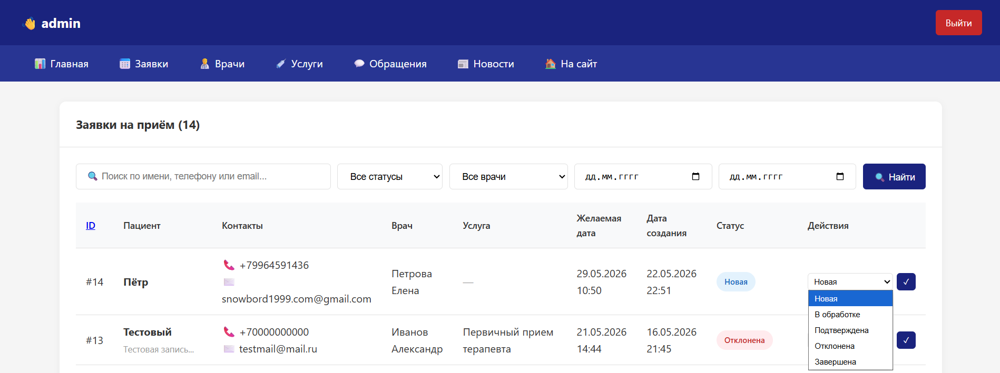 👋 admin
Выйти
📊 Главная
📅 Заявки
👨‍⚕️ Врачи
💉 Услуги
💬 Обращения
📰 Новости
🏠 На сайт
Заявки на приём (14)
🔍 Поиск по имени, телефону или email...
Все статусы
Все врачи
дд.мм.гггг
дд.мм.гггг
🔍 Найти
ID
Пациент
Контакты
Врач
Услуга
Желаемая
дата
Дата
создания
Статус
Действия
#14
Пётр
📞 +79964591436
✉️
snowbord1999.com@gmail.com
Петрова
Елена
—
29.05.2026
10:50
22.05.2026
22:51
Новая
Новая
✓
Новая
В обработке
Подтверждена
Отклонена
Завершена
#13
Тестовый
Тестовая запись...
📞 +70000000000
✉️ testmail@mail.ru
Иванов
Александр
Первичный прием
терапевта
21.05.2026
14:44
16.05.2026
21:45
Отклонена
✓